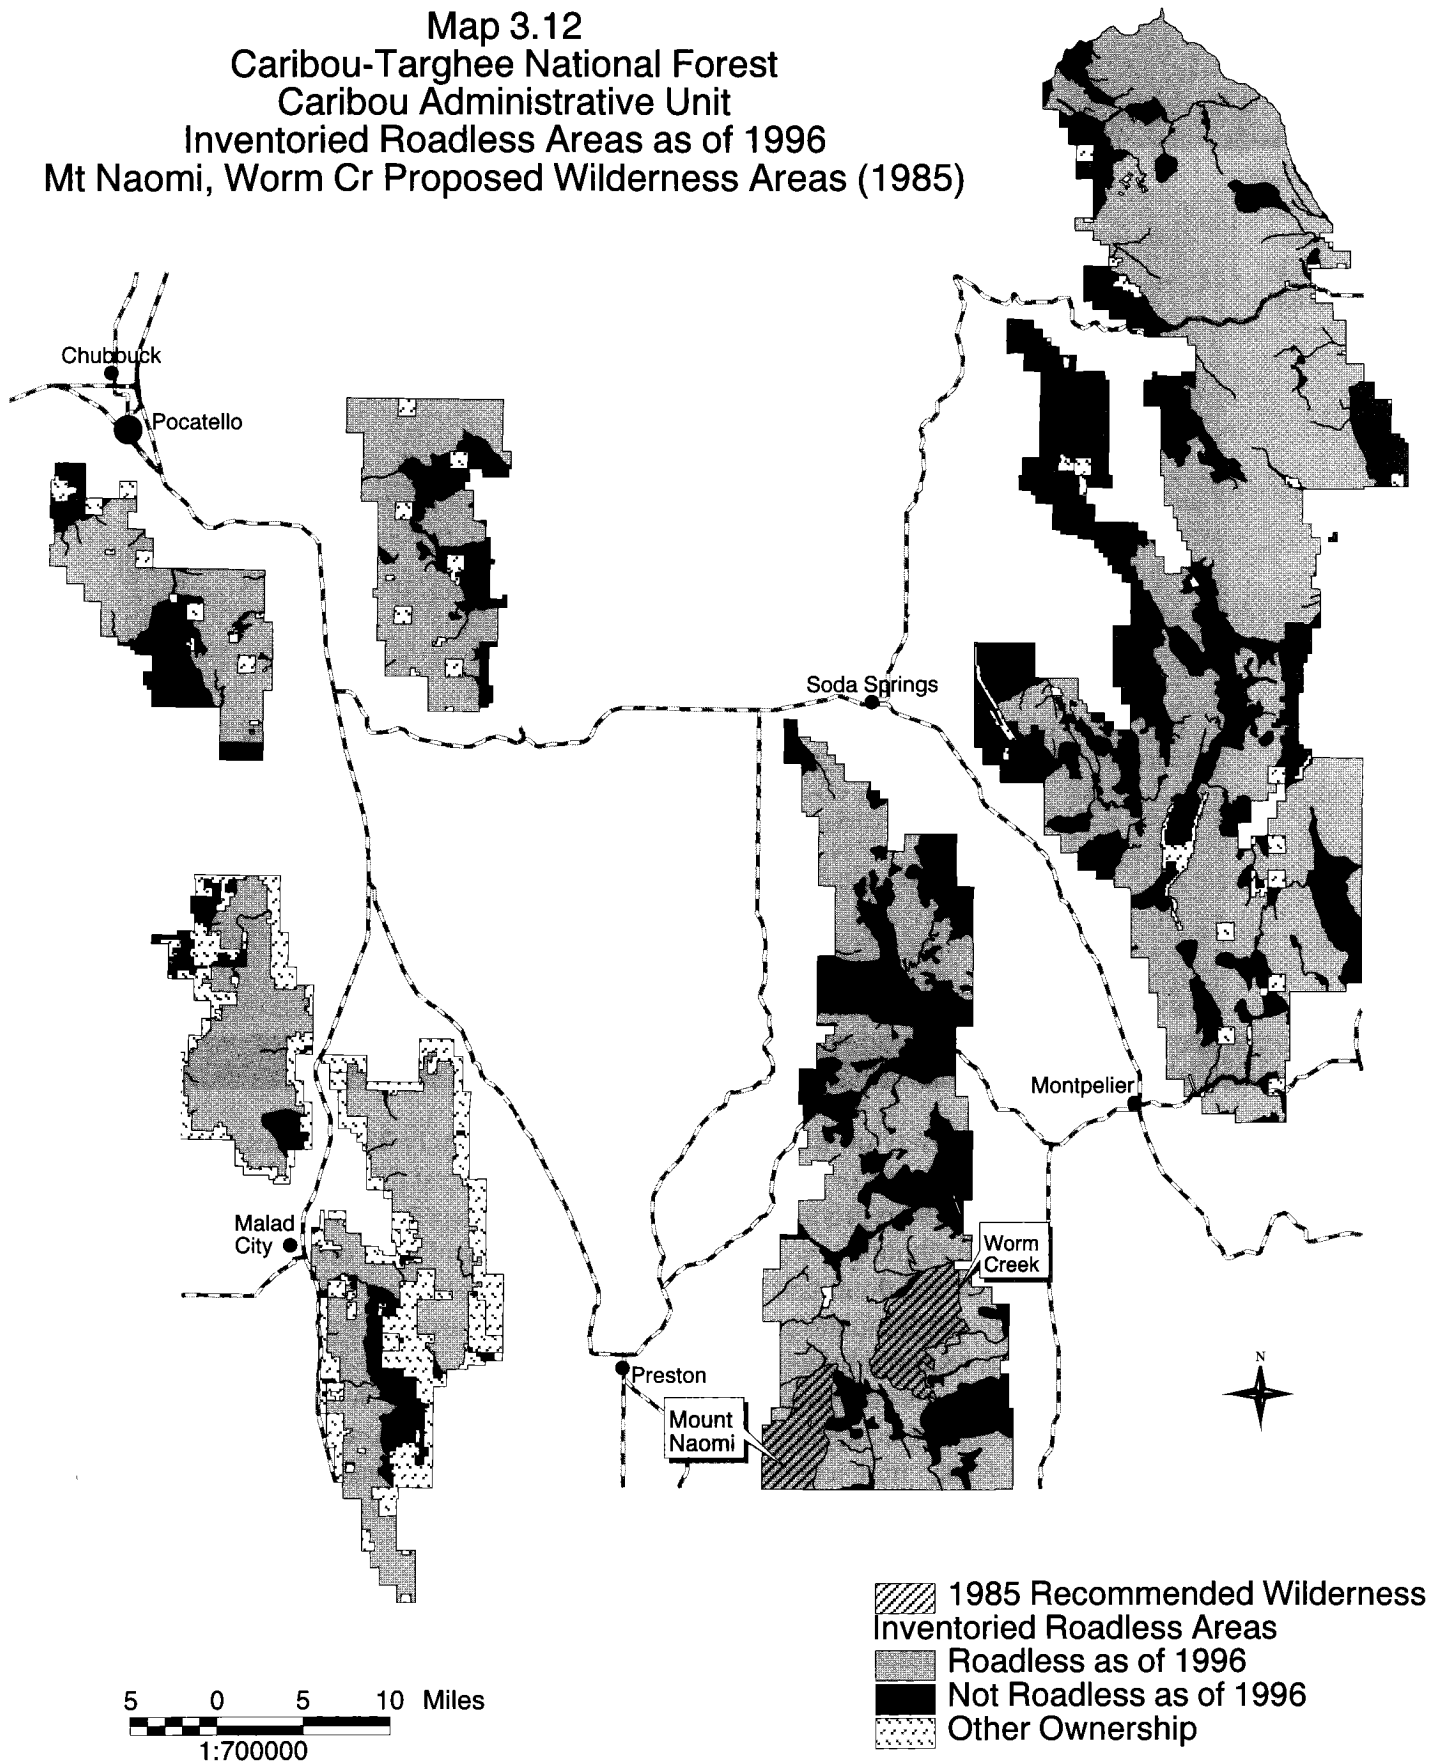 Map 3.12
Caribou-Targhee National Forest
Caribou Administrative Unit
Inventoried Roadless Areas as of 1996
Mt Naomi, Worm Cr Proposed Wilderness Areas (1985)
Chubbuck
Pocatello
Soda Springs
Montpelier
Malad
City
Worm
Creek
Preston
Mount
Naomi
N
1985 Recommended Wilderness
Inventoried Roadless Areas
Roadless as of 1996
Not Roadless as of 1996
Other Ownership
5 0 5 10 Miles
1:700000